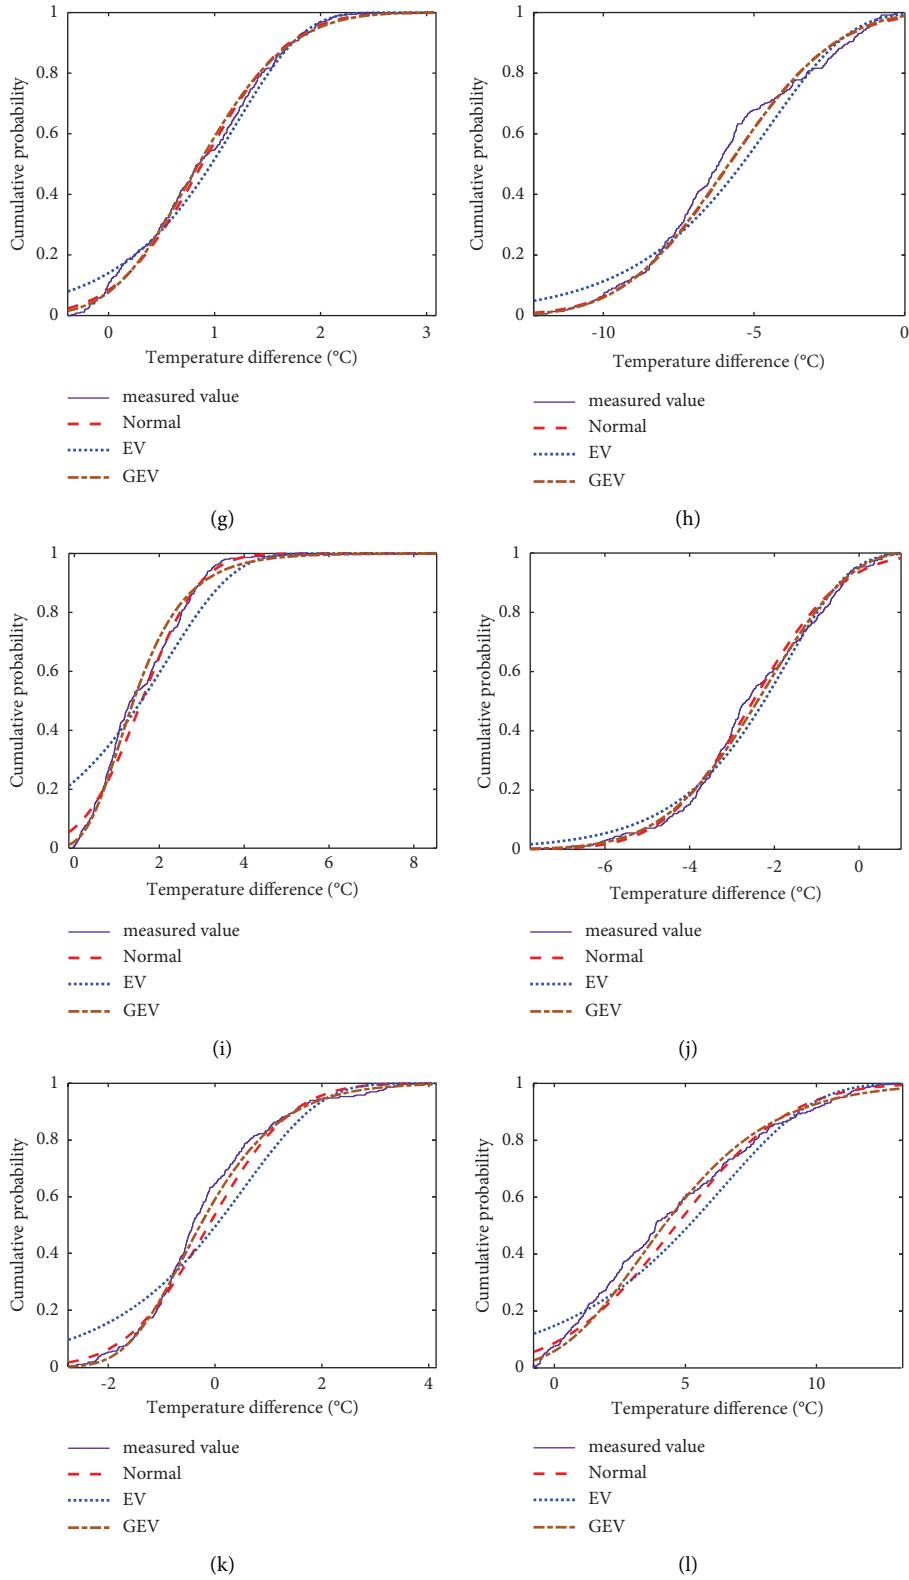 1
0.8
0.6
0.4
0.2
0
Cumulative probability
0 1 2 3
Temperature difference (°C)
measured value
Normal
EV
GEV
(g)
1
0.8
0.6
0.4
0.2
0
Cumulative probability
-10 -5 0
Temperature difference (°C)
measured value
Normal
EV
GEV
(h)
1
0.8
0.6
0.4
0.2
0
Cumulative probability
0 2 4 6 8
Temperature difference (°C)
measured value
Normal
EV
GEV
(i)
1
0.8
0.6
0.4
0.2
0
Cumulative probability
-6 -4 -2 0
Temperature difference (°C)
measured value
Normal
EV
GEV
(j)
1
0.8
0.6
0.4
0.2
0
Cumulative probability
-2 0 2 4
Temperature difference (°C)
measured value
Normal
EV
GEV
(k)
1
0.8
0.6
0.4
0.2
0
Cumulative probability
0 5 10
Temperature difference (°C)
measured value
Normal
EV
GEV
(l)